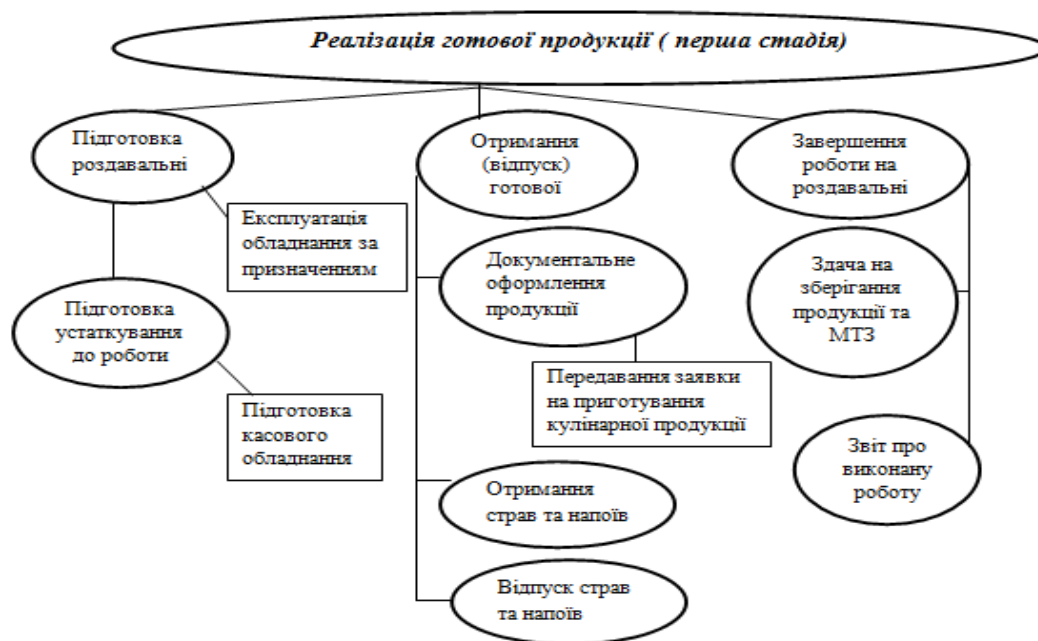 Реалізація готової продукції ( перша стадія)
Підготовка
роздавальні
Експлуатація
обладнання за
призначенням
Підготовка
устаткування
до роботи
Підготовка
касового
обладнання
Отримання
(відпуск)
готової
Документальне
оформлення
продукції
Передавання заявки
на приготування
кулінарної продукції
Отримання
страв та напоїв
Відпуск страв
та напоїв
Завершення
роботи на
роздавальні
Здача на
зберігання
продукції та
МТЗ
Звіт про
виконану
роботу